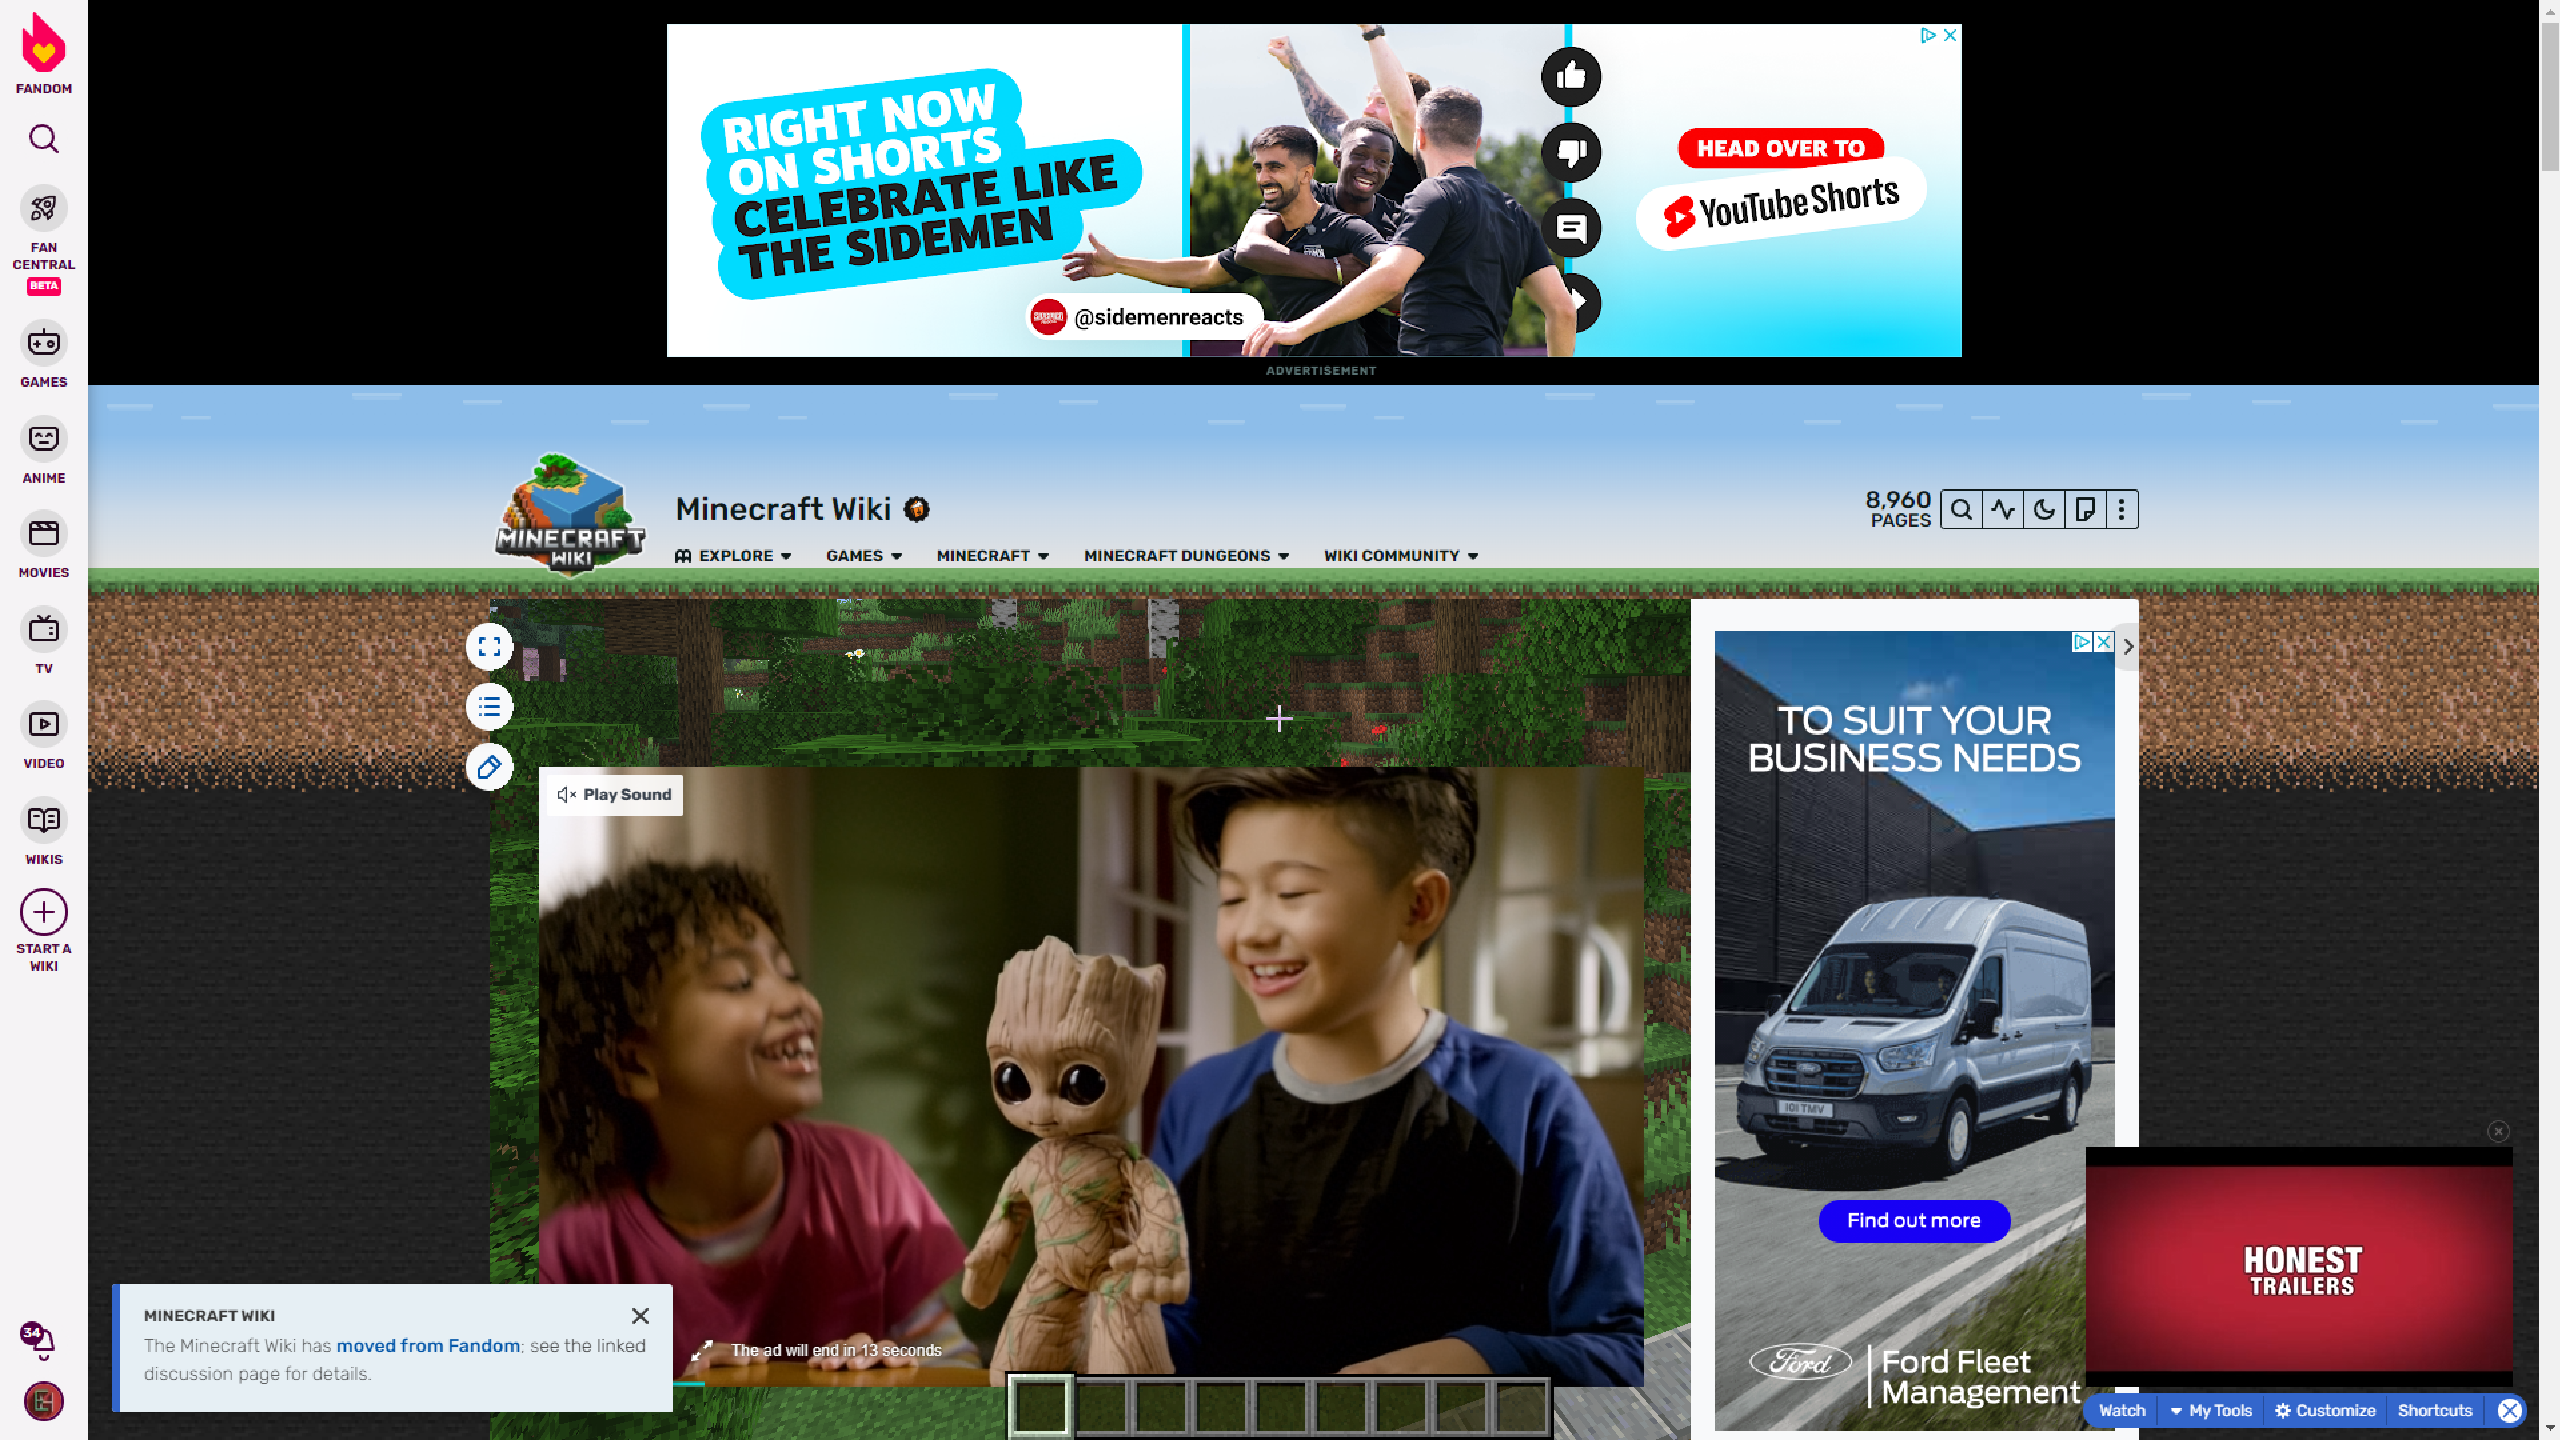 FANDOM
FAN
CENTRAL
BETA
GAMES
ANIME
MOVIES
TV
VIDEO
WIKIS
START A
WIKI
34
RIGHT NOW
ON SHORTS
CELEBRATE LIKE
THE SIDEMEN
@sidemenreacts
HEAD OVER TO
YouTube Shorts
ADVERTISEMENT
MINECRAFT
WIKI
Minecraft Wiki
8,960
PAGES
EXPLORE
GAMES
MINECRAFT
MINECRAFT DUNGEONS
WIKI COMMUNITY
Play Sound
The ad will end in 13 seconds
TO SUIT YOUR
BUSINESS NEEDS
101 TMV
Find out more
Ford
Ford Fleet
Management
HONEST
TRAILERS
MINECRAFT WIKI
The Minecraft Wiki has moved from Fandom; see the linked
discussion page for details.
Watch
My Tools
Customize
Shortcuts